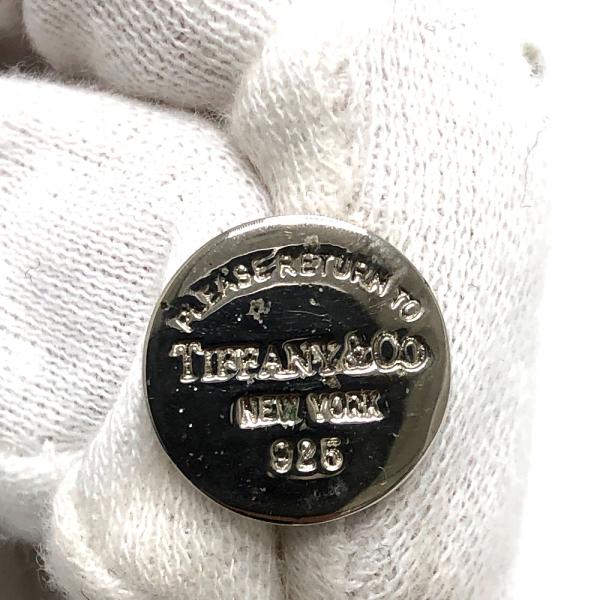 PLEASE RETURN TO
TIFFANY&CO
NEW YORK
925